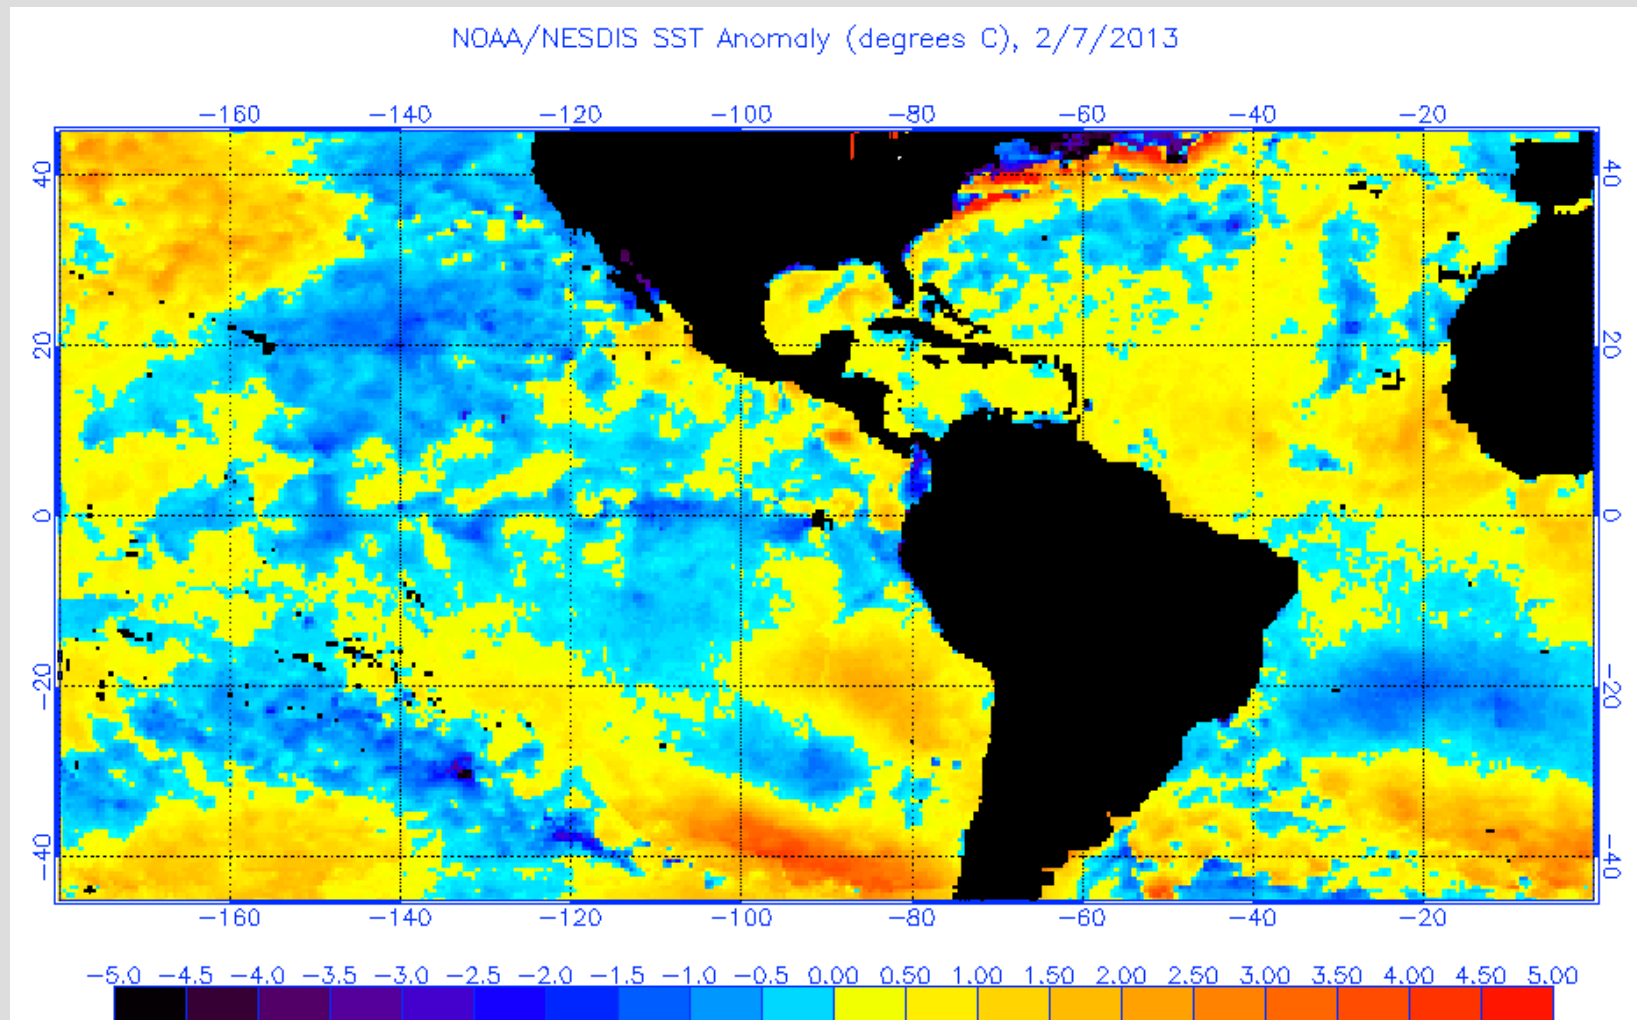 NOAA/NESDIS SST Anomaly (degrees C), 2/7/2013
-160 -140 -120 -100 -80 -60 -40 -20
40 40
20 20
0 0
-20 -20
-40 -40
-160 -140 -120 -100 -80 -60 -40 -20
-5.0 -4.5 -4.0 -3.5 -3.0 -2.5 -2.0 -1.5 -1.0 -0.5 0.00 0.50 1.00 1.50 2.00 2.50 3.00 3.50 4.00 4.50 5.00